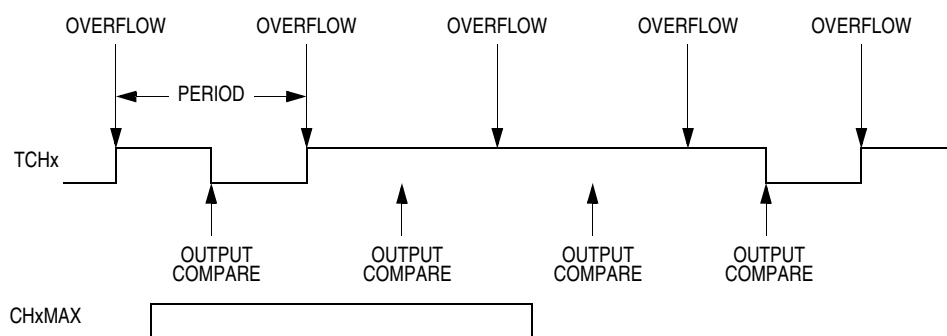 OVERFLOW OVERFLOW OVERFLOW OVERFLOW OVERFLOW
PERIOD
TCHx
OUTPUT OUTPUT OUTPUT OUTPUT
COMPARE COMPARE COMPARE COMPARE
CHxMAX